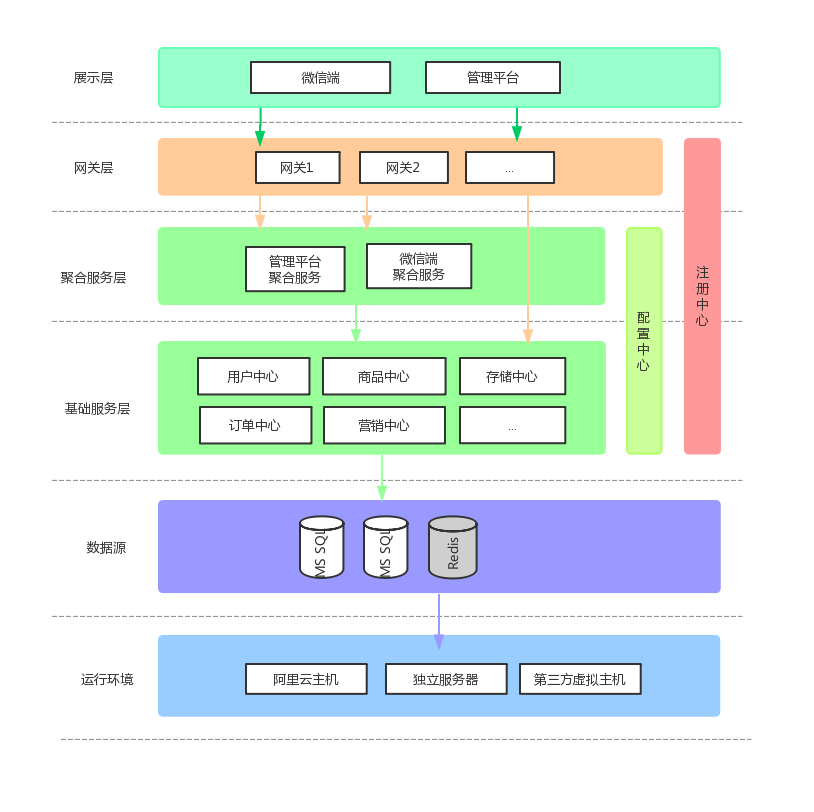 展示层
微信端
管理平台
网关层
网关1
网关2
...
聚合服务层
管理平台
聚合服务
微信端
聚合服务
配置中心
注册中心
基础服务层
用户中心
商品中心
存储中心
订单中心
营销中心
...
数据源
MS SQL
MS SQL
Redis
运行环境
阿里云主机
独立服务器
第三方虚拟主机